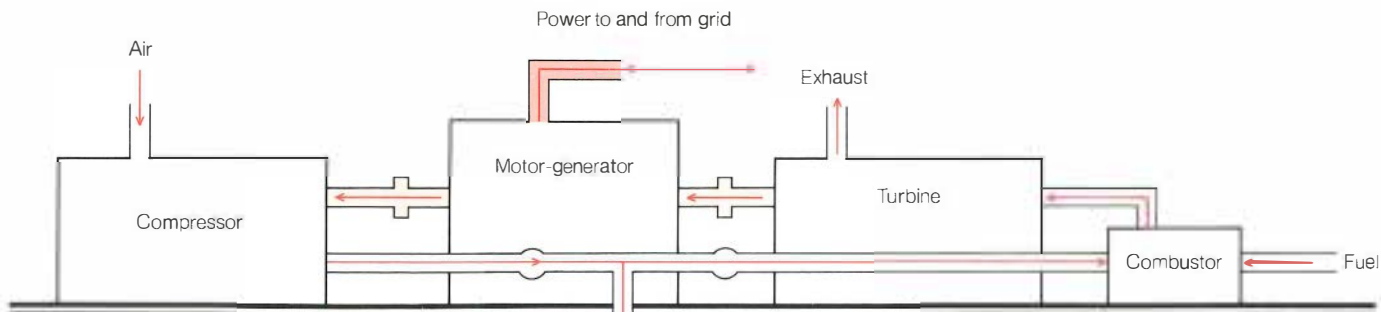 Power to and from grid
Air
Exhaust
Motor-generator
Turbine
Compressor
Combustor
Fuel